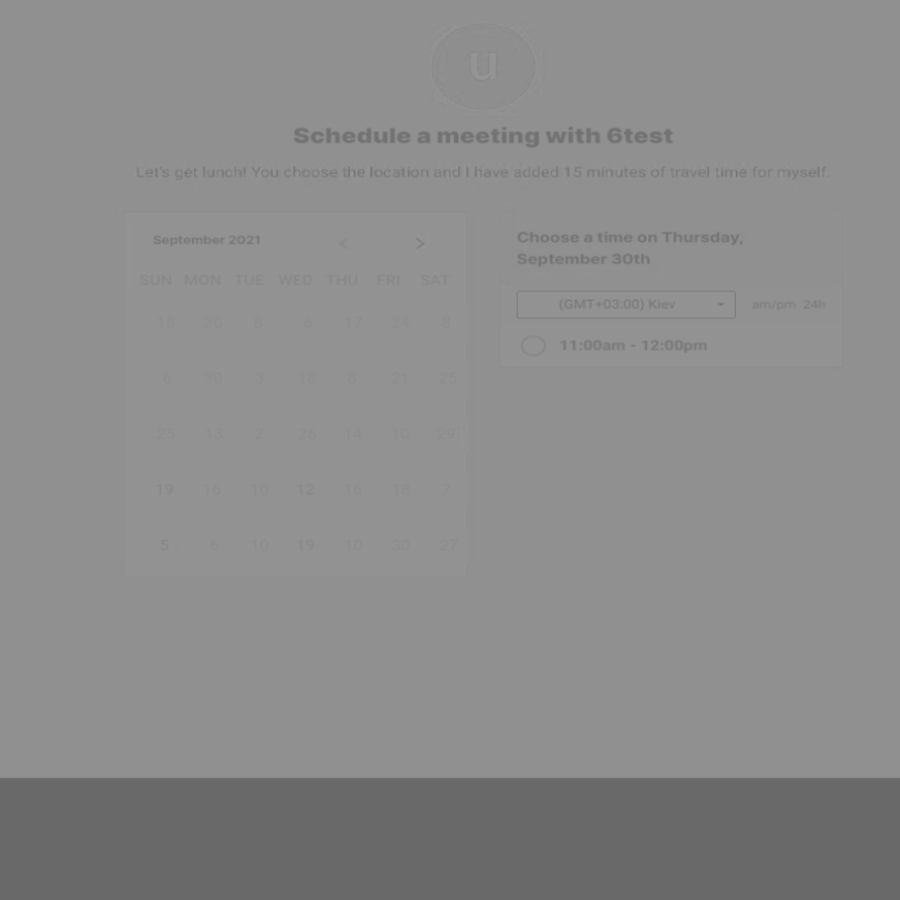 u
Schedule a meeting with 6test
Let's get lunch! You choose the location and I have added 15 minutes of travel time for myself.
September 2021 < >
SUN MON TUE WED THU FRI SAT
18 30 8 6 17 24 8
6 30 3 18 8 21 25
25 13 2 26 14 10 29
19 16 10 12 16 18 7
5 6 10 19 10 30 27
Choose a time on Thursday,
September 30th
(GMT+03:00) Kiev am/pm 24h
11:00am - 12:00pm